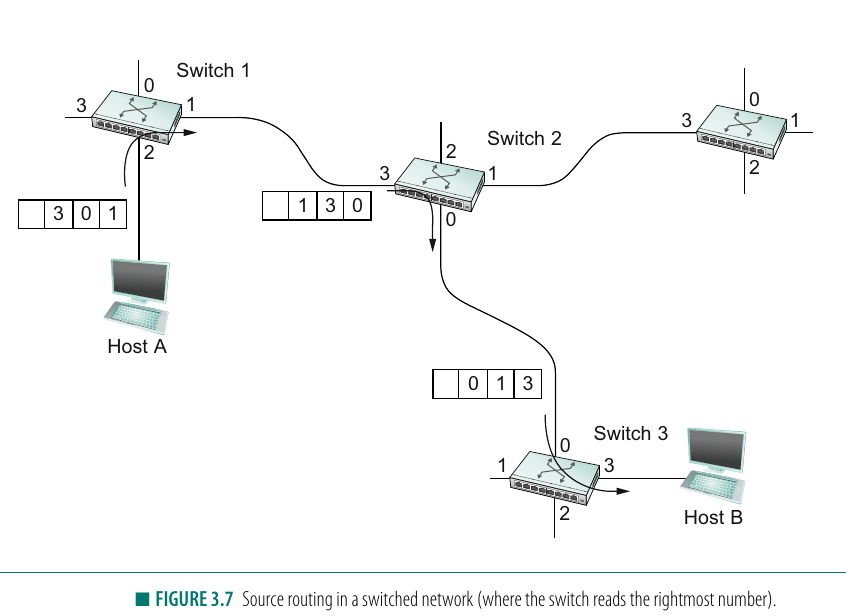 Switch 1
0
3
1
2
Switch 2
2
3
1
0
0
3
1
2
3 0 1
1 3 0
Host A
0 1 3
Switch 3
0
1
3
2
Host B
■ FIGURE 3.7 Source routing in a switched network (where the switch reads the rightmost number).